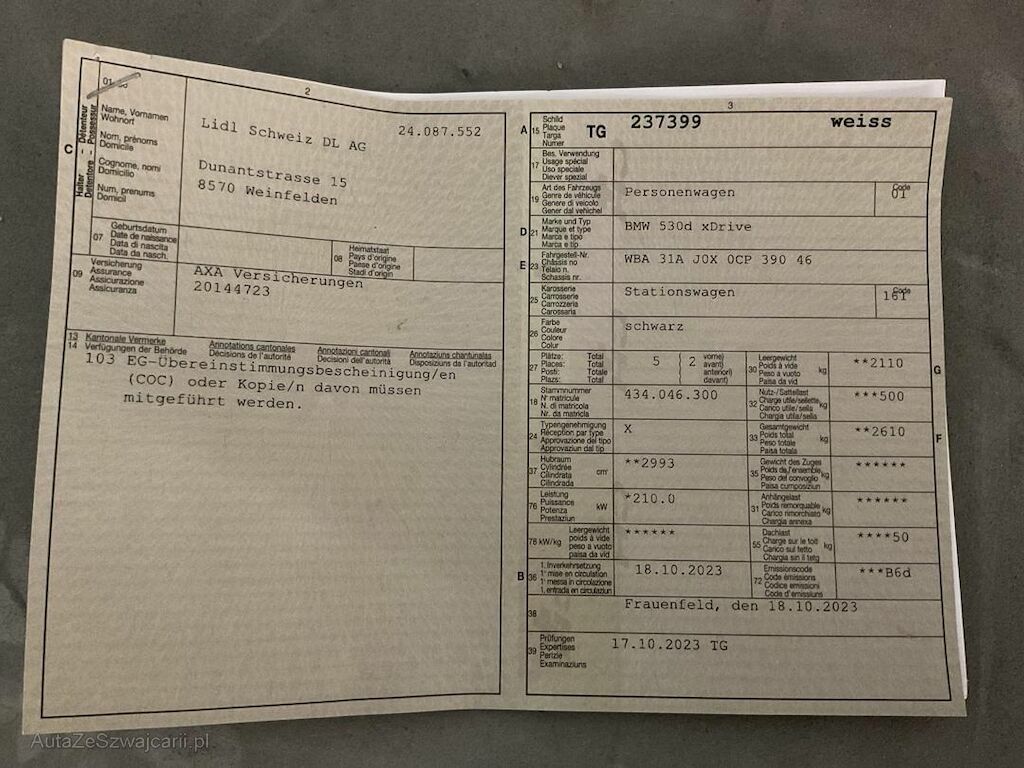 2
01-06
C
Halter Détenteur
Detentore Possessur
Name, Vornamen
Wohnort
Nom, prénoms
Domicile
Cognome, nomi
Domicilio
Num, prenums
Domicil
Lidl Schweiz DL AG
24.087.552
Dunantstrasse 15
8570 Weinfelden
07
Geburtsdatum
Date de naissance
Data di nascita
Data da nasch.
08
Heimatstaat
Pays d'origine
Paese d'origine
Stadi d'origin
09
Versicherung
Assurance
Assicurazione
Assicuranza
AXA Versicherungen
20144723
13 Kantonale Vermerke
14 Verfügungen der Behörde
Annotations cantonales
Décisions de l'autorité
Annotazioni cantonali
Decisioni dell'autorità
Annotaziuns chantunalas
Disposiziuns da l'autoritad
103 EG-Übereinstimmungsbescheinigung/en
(COC) oder Kopie/n davon müssen
mitgeführt werden.
3
A 15
Schild
Plaque
Targa
Numer
TG 237399 weiss
17
Bes. Verwendung
Usage spécial
Uso speciale
Diever spezial
19
Art des Fahrzeugs
Genre de véhicule
Genere di veicolo
Gener dal vehichel
Personenwagen
Code
01
D 21
Marke und Typ
Marque et type
Marca e tipo
Marca e tip
BMW 530d xDrive
E 23
Fahrgestell-Nr.
Châssis no
Telaio n.
Schassis nr.
WBA 31A J0X 0CP 390 46
25
Karosserie
Carrosserie
Carrozzeria
Carossaria
Stationswagen
Code
161
26
Farbe
Couleur
Colore
Colur
schwarz
27
Plätze: Total
Places: Total
Posti: Totale
Plazs: Total
5
2
vorne)
avant)
anteriori)
davant)
30
Leergewicht
Poids à vide
Peso a vuoto
Paisa da vid
kg
**2110
G
18
Stammnummer
N° matricule
N. di matricola
Nr. da matricla
434.046.300
32
Nutz-/Sattellast
Charge utile/sellette
Carico utile/sella
Chargia utila/sella
kg
***500
24
Typengenehmigung
Réception par type
Approvazione del tipo
Approvaziun dal tip
X
33
Gesamtgewicht
Poids total
Peso totale
Paisa totala
kg
**2610
F
37
Hubraum
Cylindrée
Cilindrata
Cilindrada
cm³
**2993
35
Gewicht des Zuges
Poids de l'ensemble
Peso del convoglio
Paisa cumposiziun
kg
******
76
Leistung
Puissance
Potenza
Prestaziun
kW
*210.0
31
Anhängelast
Poids remorquable
Carico rimorchiato
Chargia annexa
kg
******
78 kW/kg
Leergewicht
poids à vide
peso a vuoto
paisa da vid
******
55
Dachlast
Charge sur le toit
Carico sul tetto
Chargia sin il tetg
kg
****50
B 36
1. Inverkehrsetzung
1re mise en circulation
1a messa in circolazione
1. entrada en circulaziun
18.10.2023
72
Emissionscode
Code émissions
Codice emissioni
Code d'emissiuns
***B6d
38
Frauenfeld, den 18.10.2023
39
Prüfungen
Expertises
Perizie
Examinaziuns
17.10.2023 TG
AutaZeSzwajcarii.pl